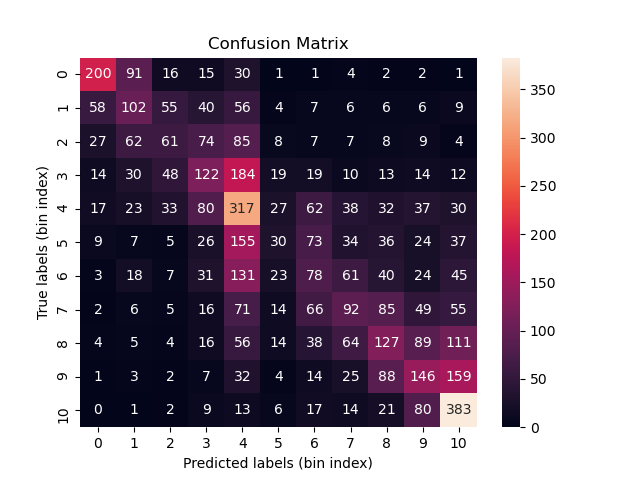 Confusion Matrix
0 200 91 16 15 30 1 1 4 2 2 1
1 58 102 55 40 56 4 7 6 6 6 9
2 27 62 61 74 85 8 7 7 8 9 4
3 14 30 48 122 184 19 19 10 13 14 12
4 17 23 33 80 317 27 62 38 32 37 30
5 9 7 5 26 155 30 73 34 36 24 37
6 3 18 7 31 131 23 78 61 40 24 45
7 2 6 5 16 71 14 66 92 85 49 55
8 4 5 4 16 56 14 38 64 127 89 111
9 1 3 2 7 32 4 14 25 88 146 159
10 0 1 2 9 13 6 17 14 21 80 383
0 1 2 3 4 5 6 7 8 9 10
Predicted labels (bin index)
True labels (bin index)
350
300
250
200
150
100
50
0